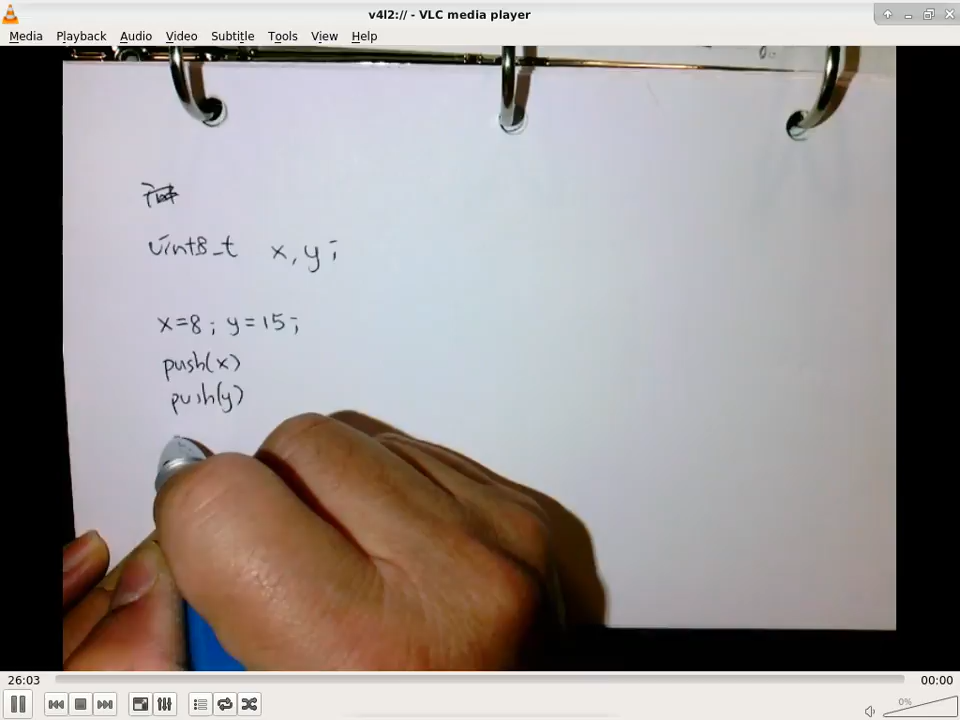 v4l2:// - VLC media player
Media Playback Audio Video Subtitle Tools View Help
uint8_t x, y;
x=8; y=15;
push(x)
push(y)
26:03
00:00
0%